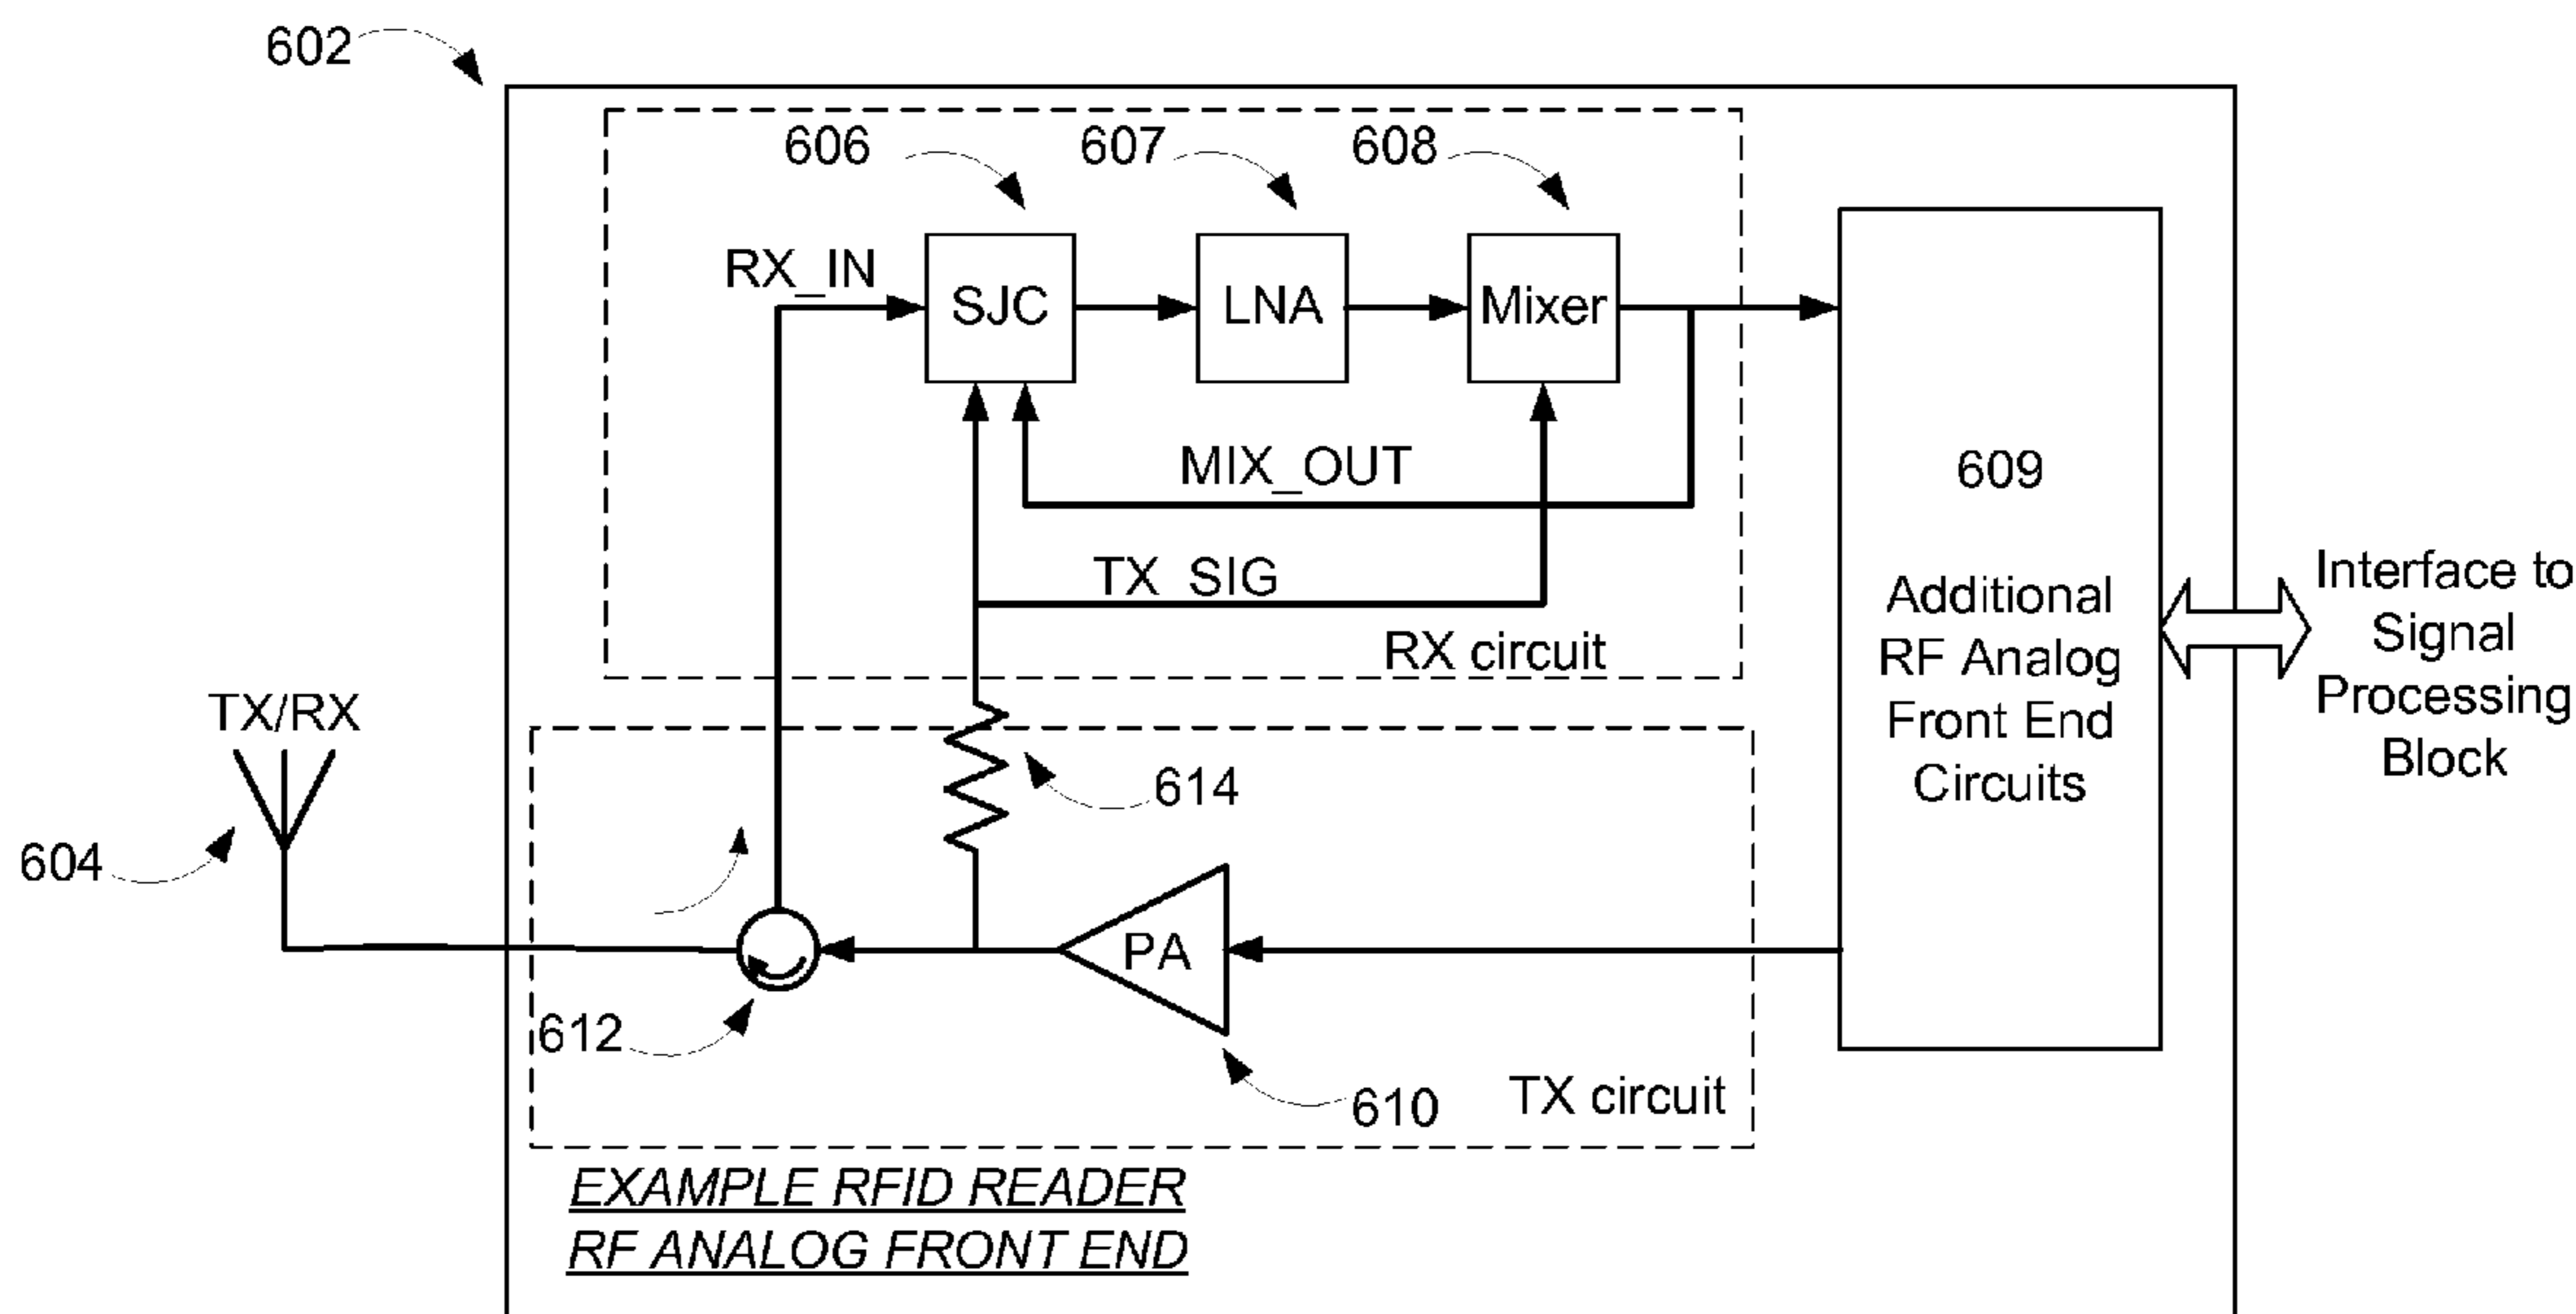 602
606
607
608
RX_IN
SJC
LNA
Mixer
MIX_OUT
TX_SIG
RX circuit
609
Additional
RF Analog
Front End
Circuits
Interface to
Signal
Processing
Block
TX/RX
604
614
PA
612
610
TX circuit
EXAMPLE RFID READER
RF ANALOG FRONT END